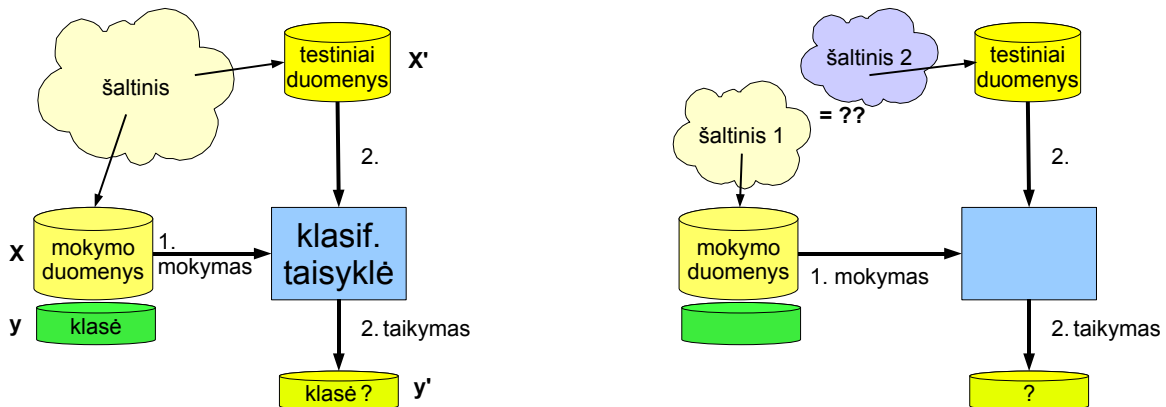 šaltinis
testiniai
duomenys
X'
2.
X
mokymo
duomenys
1.
mokymas
klasif.
taisyklė
y
klasė
2. taikymas
klasė ?
y'
šaltinis 2
testiniai
duomenys
= ??
šaltinis 1
2.
mokymo
duomenys
1. mokymas
2. taikymas
?